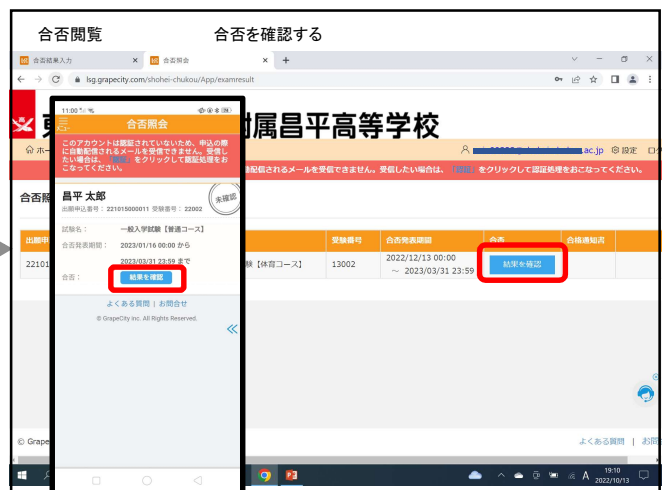 合否閲覧 合否を確認する
合否結果入力 合否照会
lsg.grapecity.com/shohei-chukou/App/examresult
附属昌平高等学校
ac.jp 設定
動配信されるメールを受信できません。受信したい場合は、「認証」をクリックして認証処理をおこなってください。
受験番号 合否発表期間 合否 合格通知書
22101 験【体育コース】 13002 2022/12/13 00:00 ～ 2023/03/31 23:59 結果を確認
よくある質問 | お問
© Grape
19:10
2022/10/13
11:00
合否照会
このアカウントは認証されていないため、申込の際
に自動配信されるメールを受信できません。受信し
たい場合は、「認証」をクリックして認証処理をお
こなってください。
昌平 太郎
未確認
出願申込番号：221015000011 受験番号：22002
試験名： 一般入学試験【普通コース】
合否発表期間： 2023/01/16 00:00 から
2023/03/31 23:59 まで
合否： 結果を確認
よくある質問 | お問合せ
© GrapeCity inc. All Rights Reserved.